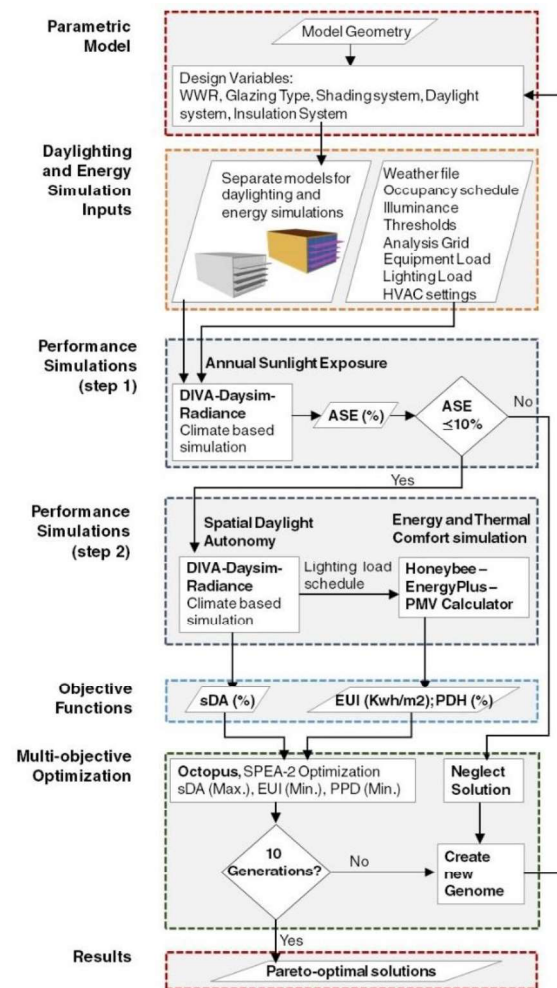 Parametric
Model
Model Geometry
Design Variables:
WWR, Glazing Type, Shading system, Daylight
system, Insulation System
Daylighting
and Energy
Simulation
Inputs
Separate models for
daylighting and
energy simulations
Weather file
Occupancy schedule
Illuminance
Thresholds
Analysis Grid
Equipment Load
Lighting Load
HVAC settings
Performance
Simulations
(step 1)
Annual Sunlight Exposure
DIVA-Daysim-
Radiance
Climate based
simulation
ASE (%)
ASE
≤10%
No
Yes
Performance
Simulations
(step 2)
Spatial Daylight
Autonomy
Energy and Thermal
Comfort simulation
DIVA-Daysim-
Radiance
Climate based
simulation
Lighting load
schedule
Honeybee–
EnergyPlus–
PMV Calculator
Objective
Functions
sDA (%)
EUI (Kwh/m2); PDH (%)
Multi-objective
Optimization
Octopus, SPEA-2 Optimization
sDA (Max.), EUI (Min.), PPD (Min.)
Neglect
Solution
10
Generations?
No
Create
new
Genome
Yes
Results
Pareto-optimal solutions